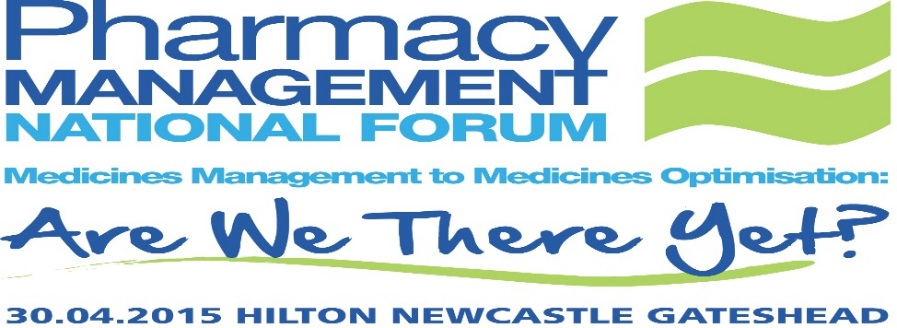 Pharmacy
MANAGEMENT
NATIONAL FORUM
Medicines Management to Medicines Optimisation:
Are We There Yet?
30.04.2015 HILTON NEWCASTLE GATESHEAD